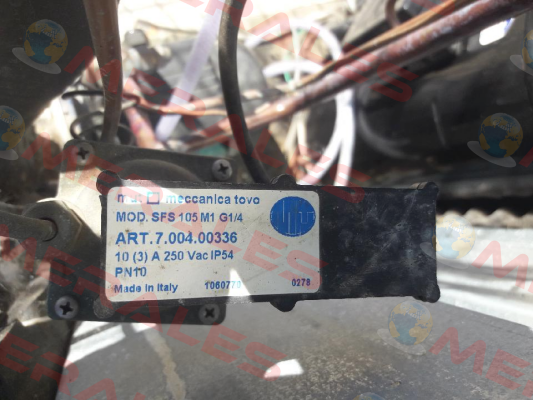 meccanica tovo
MOD. SFS 105 M1 G1/4
ART.7.004.00336
10 (3) A 250 Vac IP54
PN10
Made in Italy 0278
MERALES